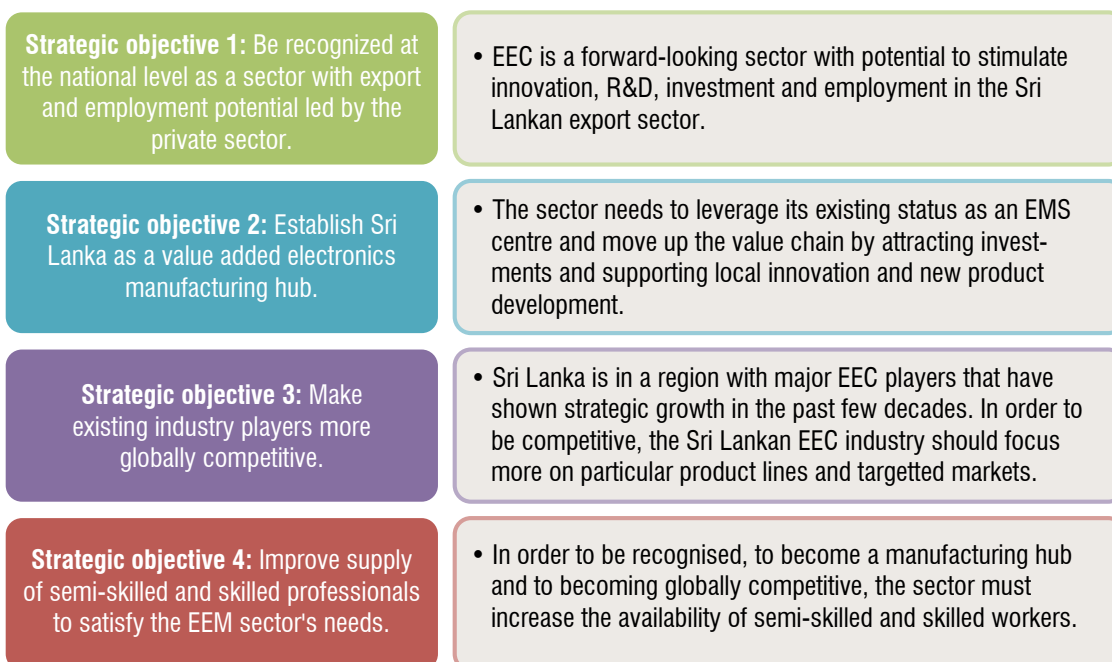 Strategic objective 1: Be recognized at
the national level as a sector with export
and employment potential led by the
private sector.
• EEC is a forward-looking sector with potential to stimulate
innovation, R&D, investment and employment in the Sri
Lankan export sector.
Strategic objective 2: Establish Sri
Lanka as a value added electronics
manufacturing hub.
• The sector needs to leverage its existing status as an EMS
centre and move up the value chain by attracting invest-
ments and supporting local innovation and new product
development.
Strategic objective 3: Make
existing industry players more
globally competitive.
• Sri Lanka is in a region with major EEC players that have
shown strategic growth in the past few decades. In order to
be competitive, the Sri Lankan EEC industry should focus
more on particular product lines and targetted markets.
Strategic objective 4: Improve supply
of semi-skilled and skilled professionals
to satisfy the EEM sector's needs.
• In order to be recognised, to become a manufacturing hub
and to becoming globally competitive, the sector must
increase the availability of semi-skilled and skilled workers.